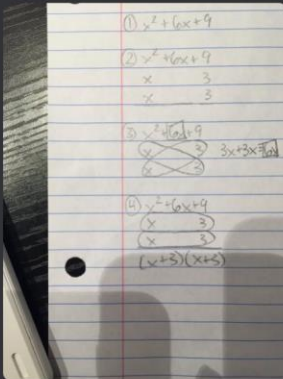 ① x² + 6x + 9
② x² + 6x + 9
x 3
x 3
③ x² + 6x + 9
x 3 3x + 3x = 6x
x 3
④ x² + 6x + 9
x 3
x 3
(x+3)(x+3)